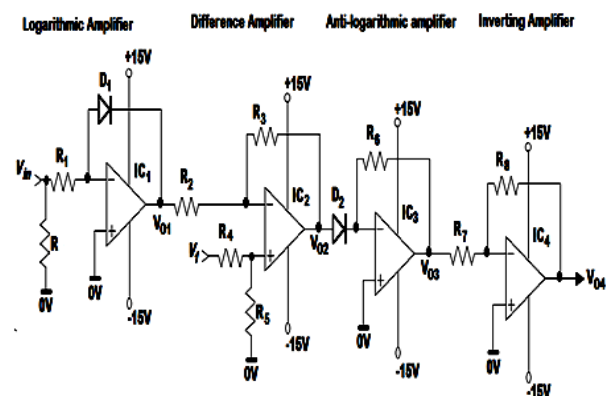 Logarithmic Amplifier Difference Amplifier Anti-logarithmic amplifier Inverting Amplifier
+15V +15V +15V +15V
D1 R3 R6 R8
Vin R1 IC1 R2 IC2 D2 IC3 R7 IC4
R V01 Vf R4 V02 V03 V04
R5
0V 0V 0V 0V 0V
-15V -15V -15V -15V